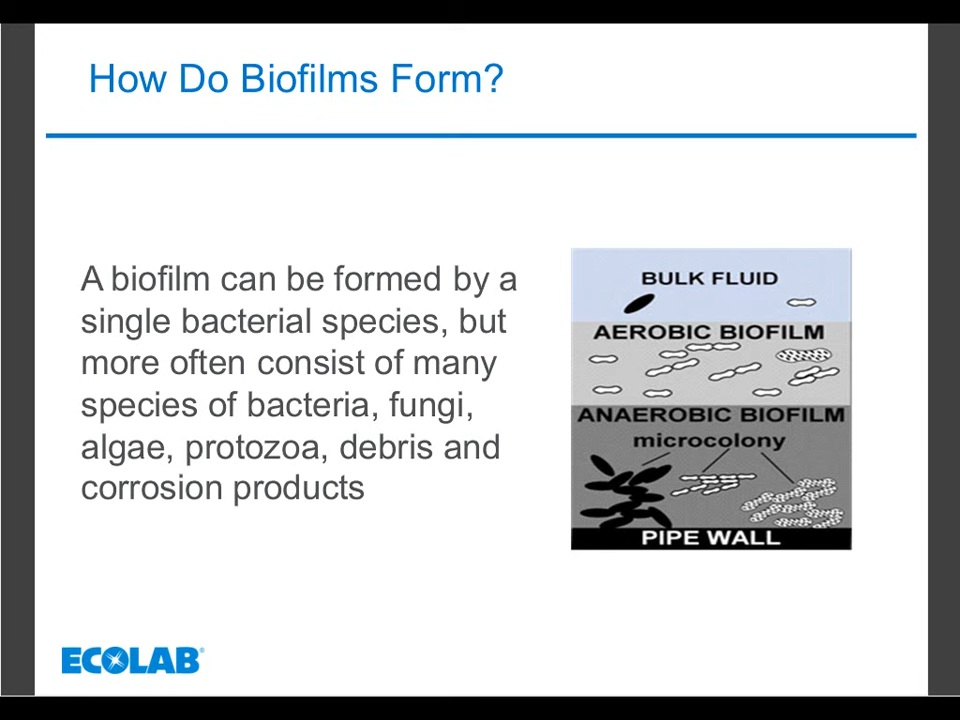 How Do Biofilms Form?
A biofilm can be formed by a
single bacterial species, but
more often consist of many
species of bacteria, fungi,
algae, protozoa, debris and
corrosion products
BULK FLUID
AEROBIC BIOFILM
ANAEROBIC BIOFILM
microcolony
PIPE WALL
ECOLAB®